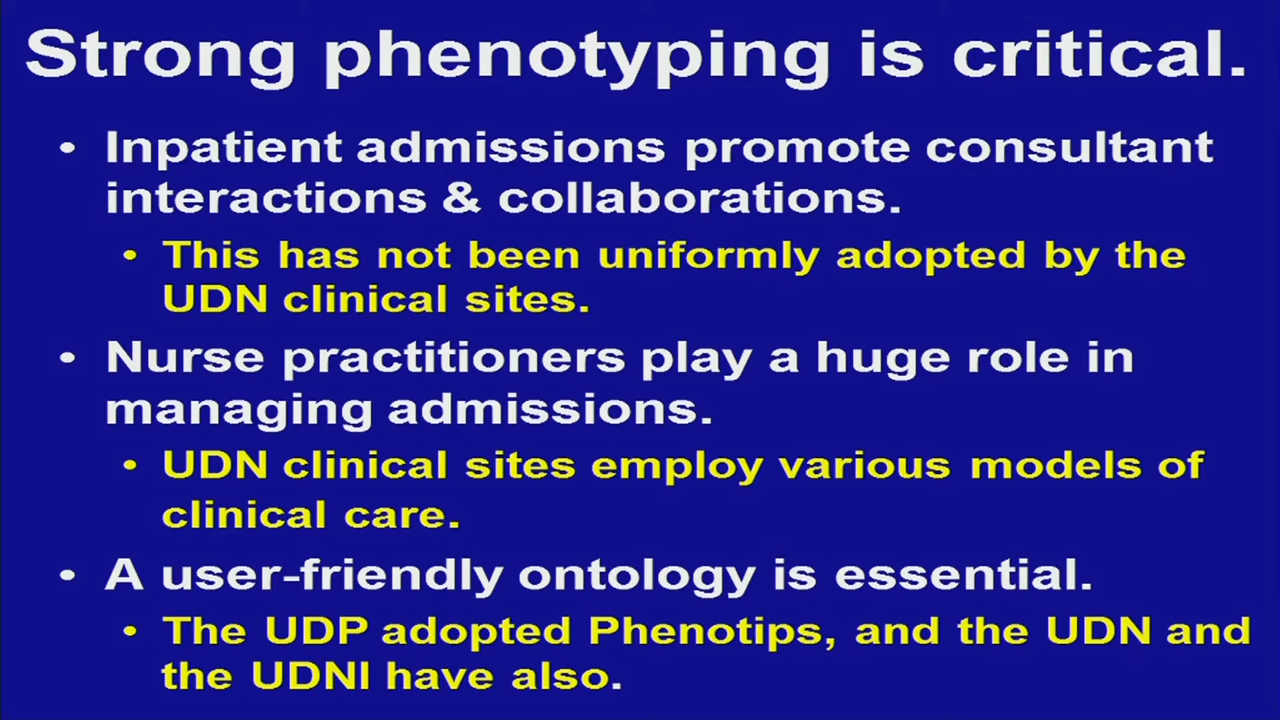 Strong phenotyping is critical.
• Inpatient admissions promote consultant
interactions & collaborations.
• This has not been uniformly adopted by the
UDN clinical sites.
• Nurse practitioners play a huge role in
managing admissions.
• UDN clinical sites employ various models of
clinical care.
• A user-friendly ontology is essential.
• The UDP adopted Phenotips, and the UDN and
the UDNI have also.